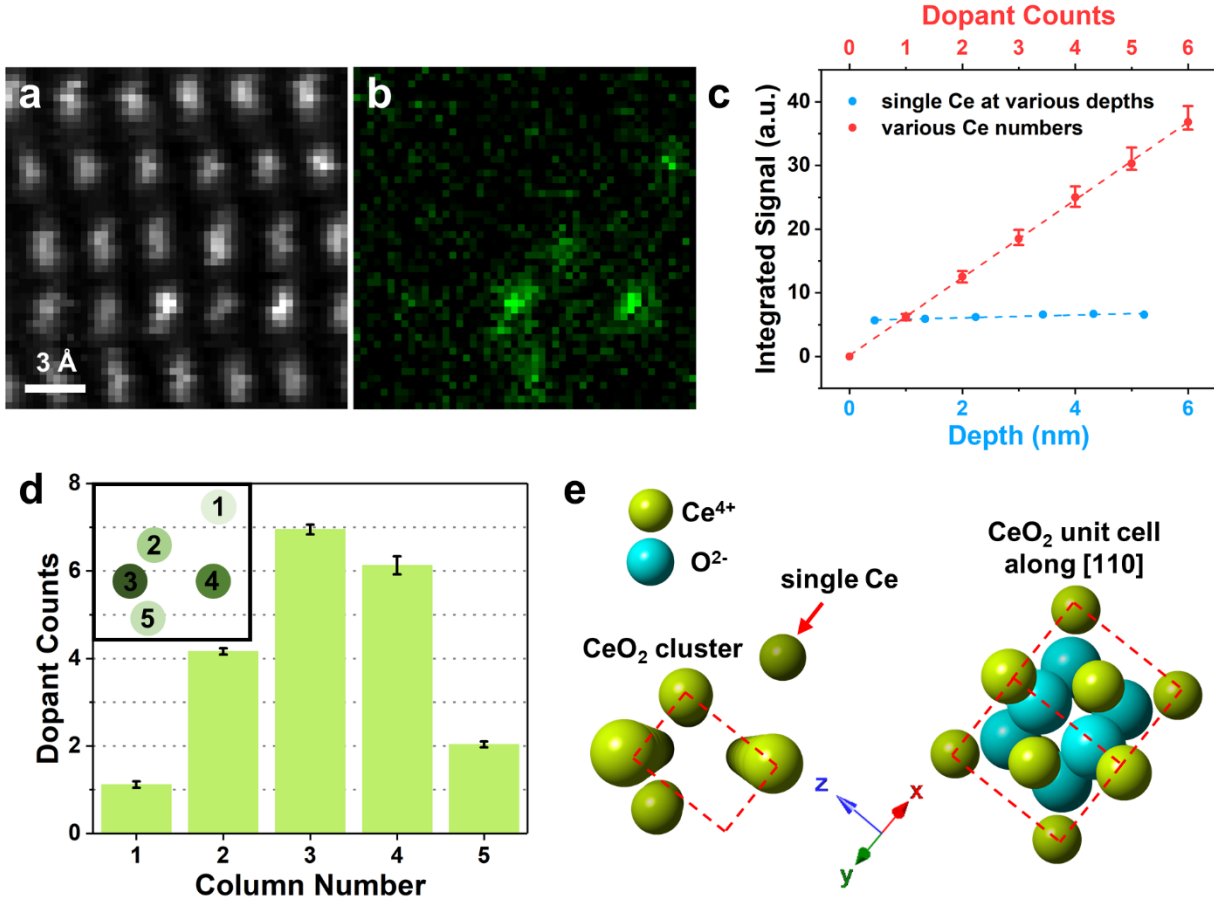 a
3 Å
b
c
Dopant Counts
0 1 2 3 4 5 6
single Ce at various depths
various Ce numbers
Integrated Signal (a.u.)
40
30
20
10
0
0 2 4 6
Depth (nm)
d
Dopant Counts
8
6
4
2
0
1
2
3
4
5
1 2 3 4 5
Column Number
e
Ce⁴⁺
O²⁻
single Ce
CeO₂ cluster
CeO₂ unit cell
along [110]
z
x
y